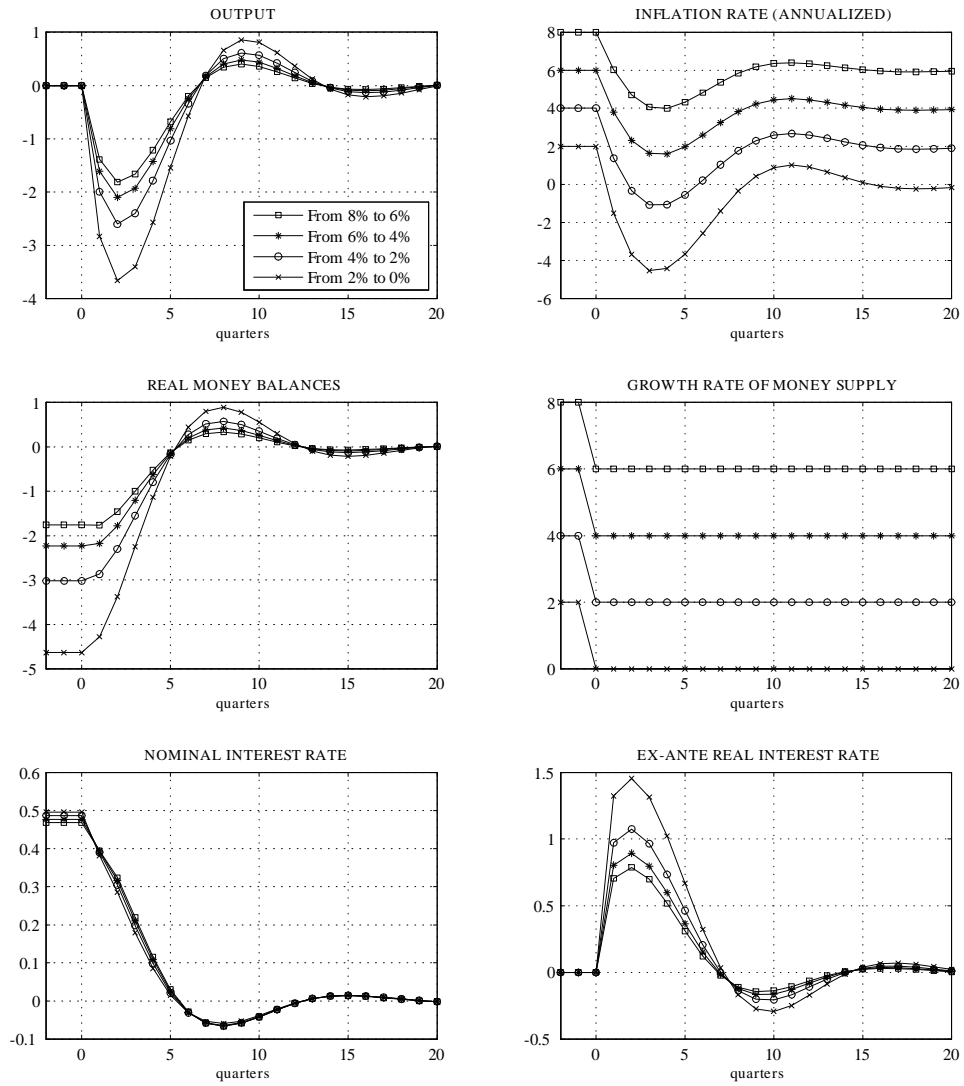 OUTPUT
1
0
-1
-2
-3
-4
0 5 10 15 20
quarters
From 8% to 6%
From 6% to 4%
From 4% to 2%
From 2% to 0%
INFLATION RATE (ANNUALIZED)
8
6
4
2
0
-2
-4
-6
0 5 10 15 20
quarters
REAL MONEY BALANCES
1
0
-1
-2
-3
-4
-5
0 5 10 15 20
quarters
GROWTH RATE OF MONEY SUPPLY
8
6
4
2
0
0 5 10 15 20
quarters
NOMINAL INTEREST RATE
0.6
0.5
0.4
0.3
0.2
0.1
0
-0.1
0 5 10 15 20
quarters
EX-ANTE REAL INTEREST RATE
1.5
1
0.5
0
-0.5
0 5 10 15 20
quarters